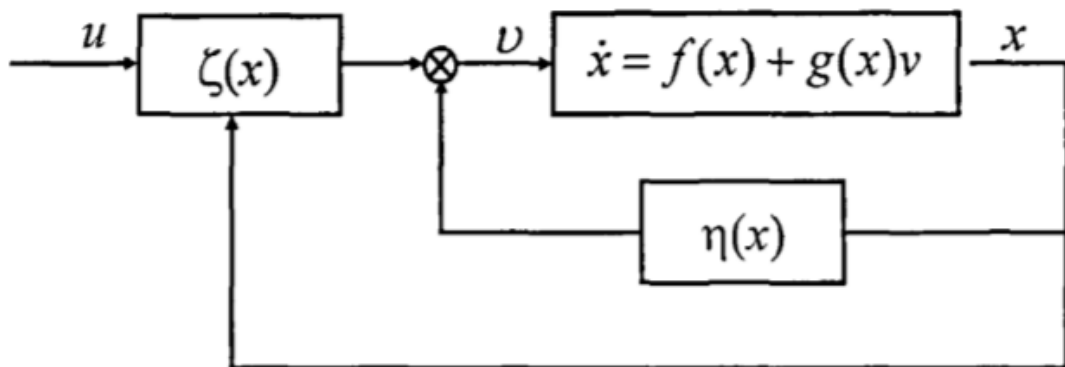 u
ζ(x)
υ
ẋ = f(x) + g(x)v
x
η(x)